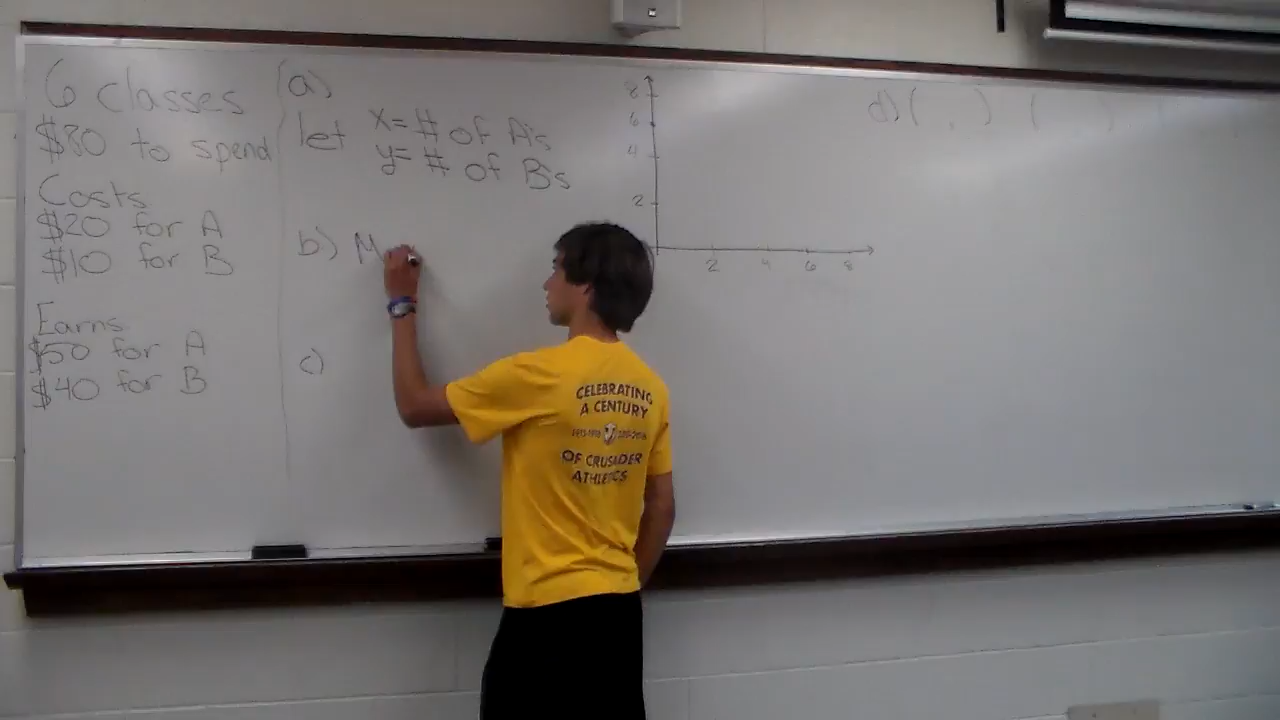 6 classes
$80 to spend
Costs
$20 for A
$10 for B
Earns
$50 for A
$40 for B
a)
let x= # of A's
y= # of B's
b) M
c)
8
6
4
2
2 4 6 8
d) ( , ) ( )
CELEBRATING
A CENTURY
OF CRUSADER
ATHLETICS